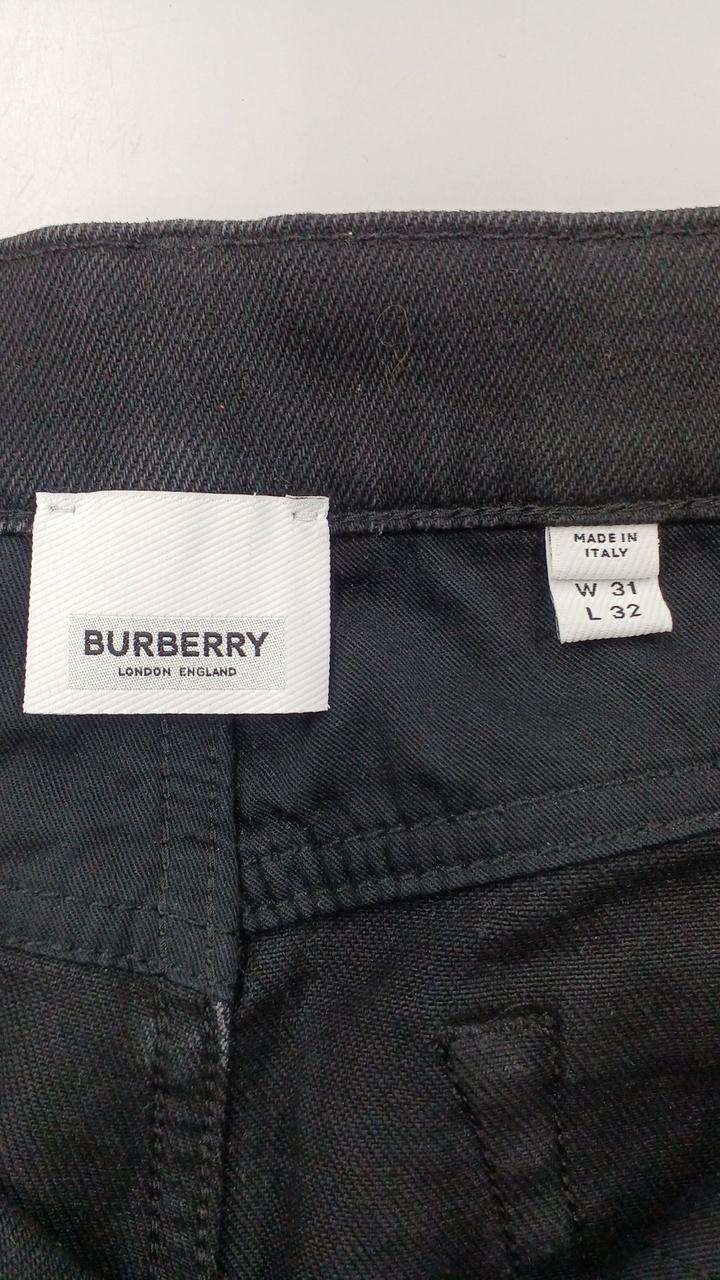 BURBERRY
LONDON ENGLAND
MADE IN
ITALY
W 31
L 32